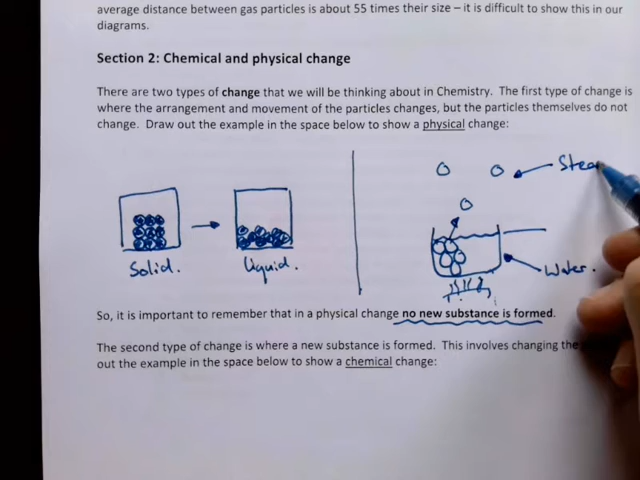 average distance between gas particles is about 55 times their size – it is difficult to show this in our
diagrams.
Section 2: Chemical and physical change
There are two types of change that we will be thinking about in Chemistry. The first type of change is
where the arrangement and movement of the particles changes, but the particles themselves do not
change. Draw out the example in the space below to show a physical change:
Stea
Solid.
Liquid.
Water.
So, it is important to remember that in a physical change no new substance is formed.
The second type of change is where a new substance is formed. This involves changing the
out the example in the space below to show a chemical change: